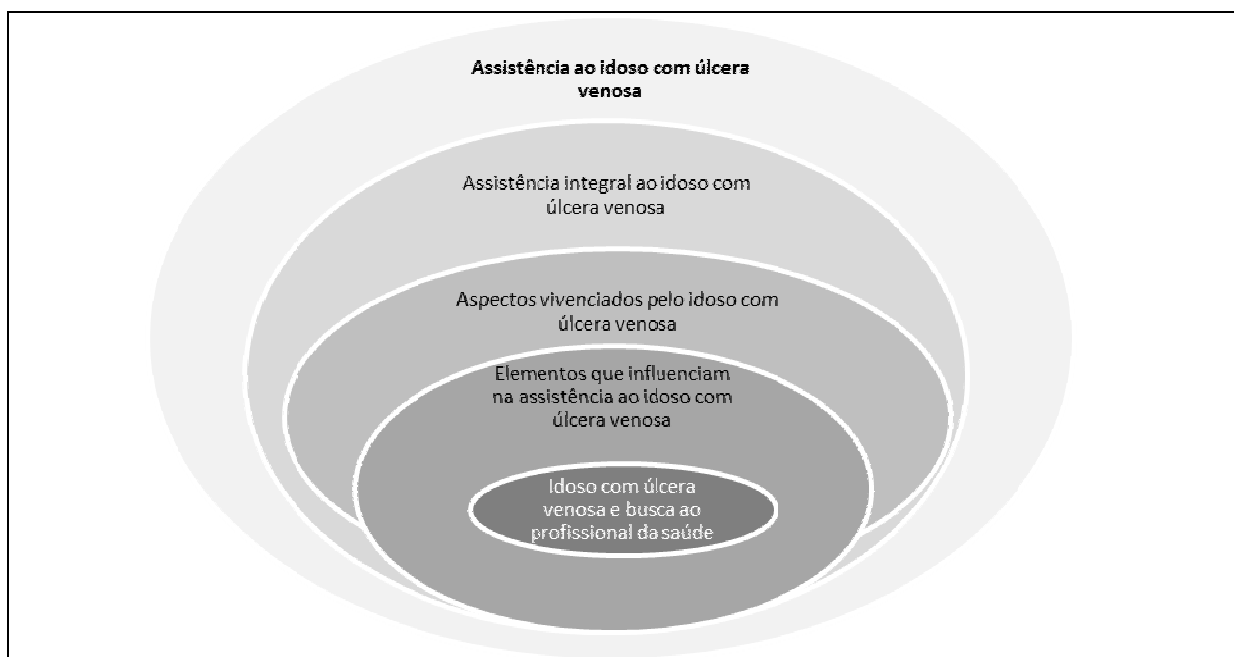 Assistência ao idoso com úlcera
venosa
Assistência integral ao idoso com
úlcera venosa
Aspectos vivenciados pelo idoso com
úlcera venosa
Elementos que influenciam
na assistência ao idoso com
úlcera venosa
Idoso com úlcera
venosa e busca ao
profissional da saúde